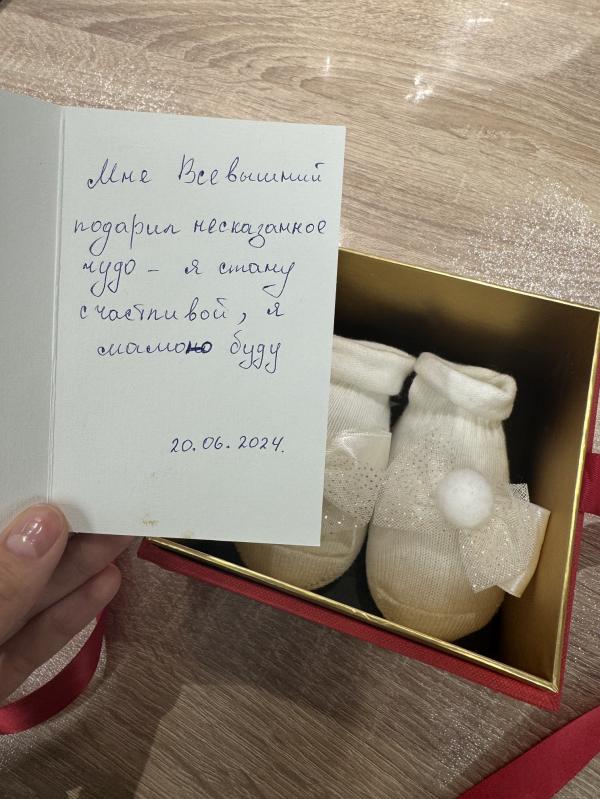 Мне Всевышний
подарил несказанное
чудо - я стану
счастливой, я
мамою буду
20.06.2024.